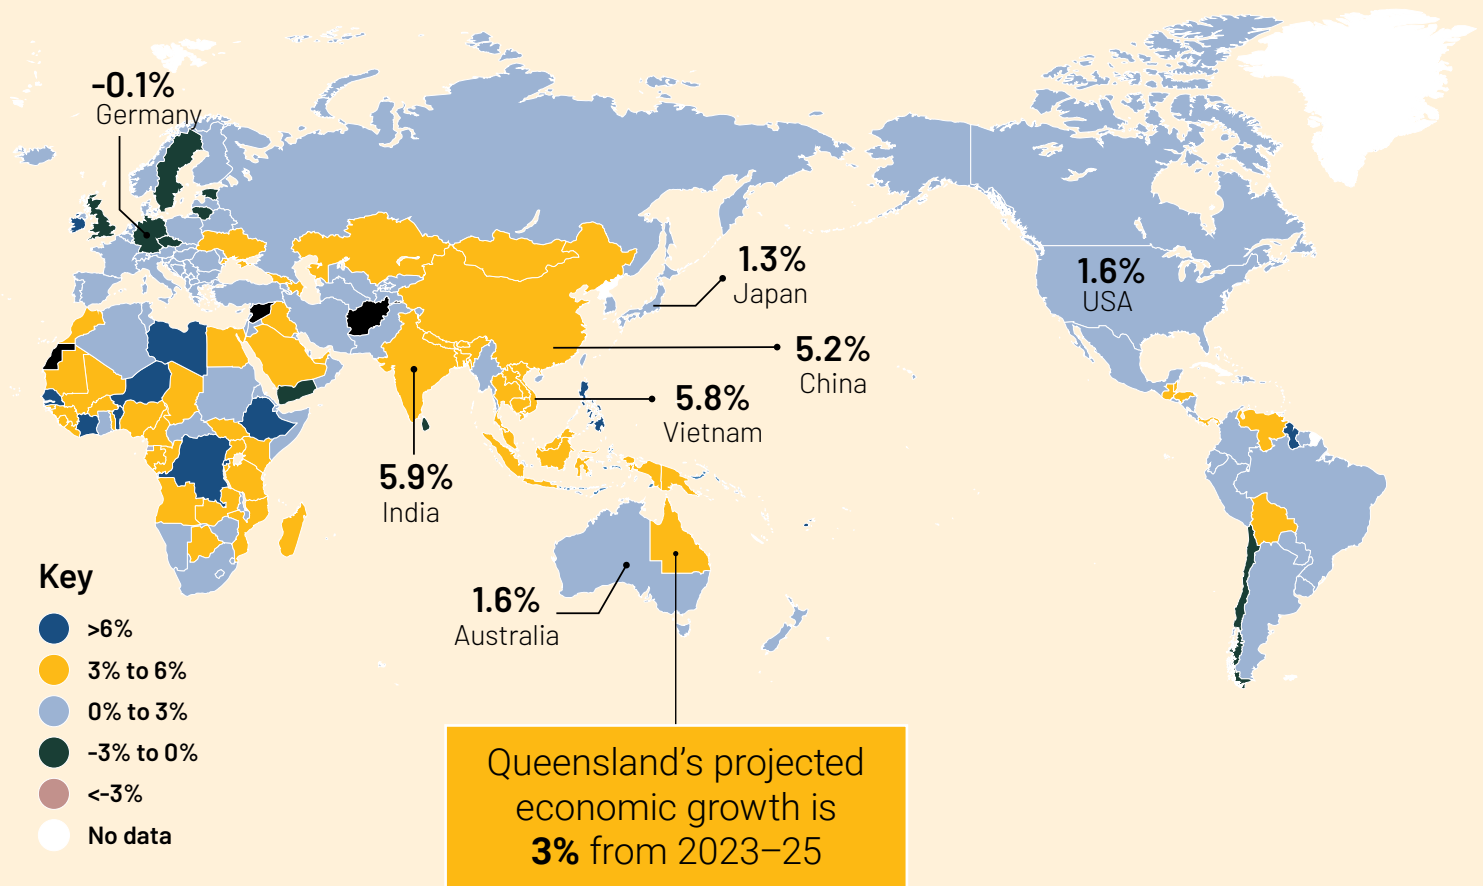 -0.1%
Germany
1.3%
Japan
1.6%
USA
5.2%
China
5.8%
Vietnam
5.9%
India
1.6%
Australia
Key
>6%
3% to 6%
0% to 3%
-3% to 0%
<-3%
No data
Queensland’s projected
economic growth is
3% from 2023–25